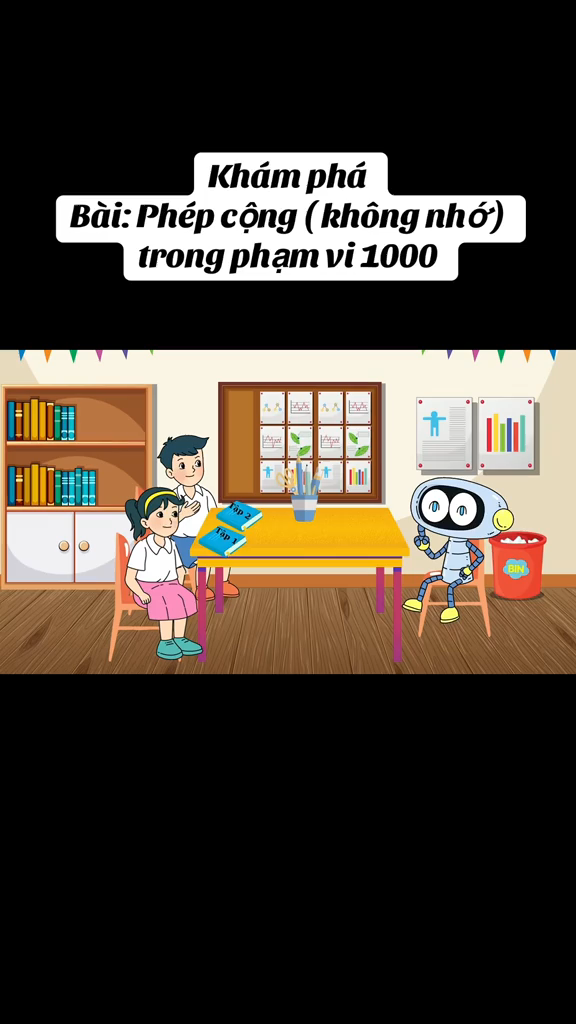 Khám phá
Bài: Phép cộng ( không nhớ)
trong phạm vi 1000
Tập 2
Tập 1
BIN